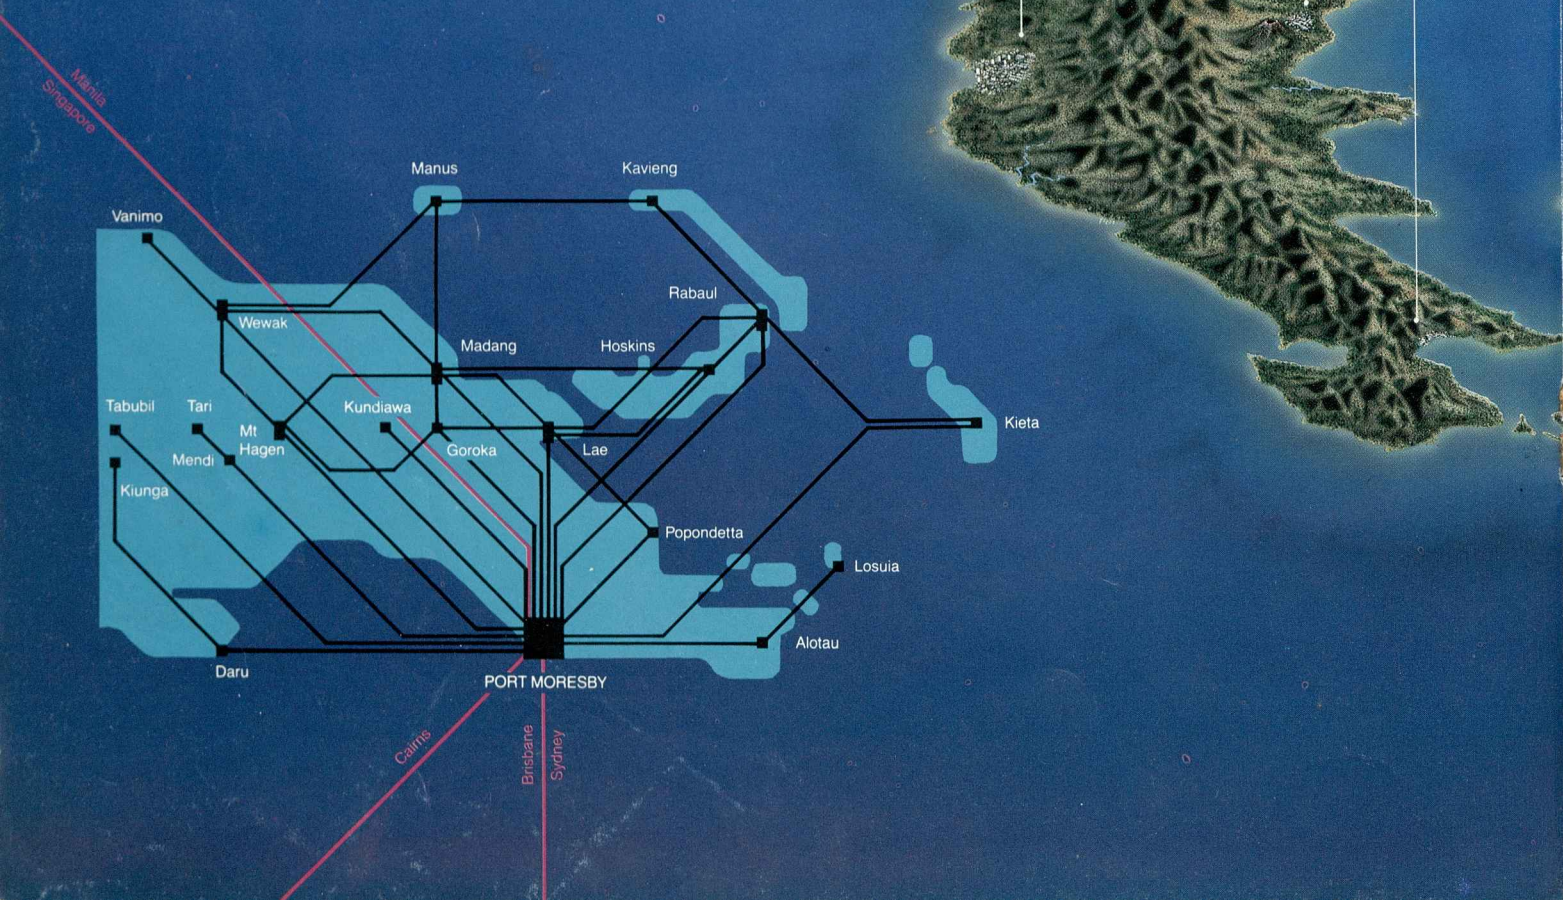 Manila
Singapore
Manus
Kavieng
Vanimo
Rabaul
Wewak
Madang
Hoskins
Tabubil
Tari
Kundiawa
Kieta
Mt
Hagen
Goroka
Lae
Mendi
Kiunga
Popondetta
Losuia
Alotau
Daru
PORT MORESBY
Cairns
Brisbane
Sydney